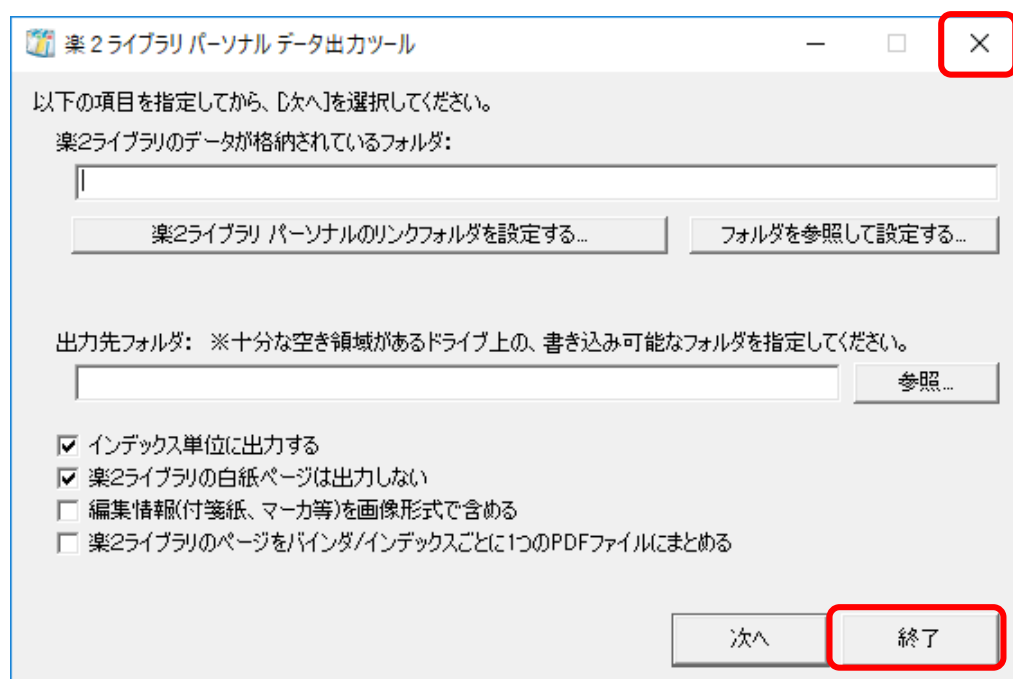 楽2ライブラリ パーソナル データ出力ツール
以下の項目を指定してから、[次へ]を選択してください。
楽2ライブラリのデータが格納されているフォルダ:
楽2ライブラリ パーソナルのリンクフォルダを設定する...
フォルダを参照して設定する...
出力先フォルダ: ※十分な空き領域があるドライブ上の、書き込み可能なフォルダを指定してください。
参照...
インデックス単位に出力する
楽2ライブラリの白紙ページは出力しない
編集情報(付箋紙、マーカ等)を画像形式で含める
楽2ライブラリのページをバインダ/インデックスごとに1つのPDFファイルにまとめる
次へ
終了